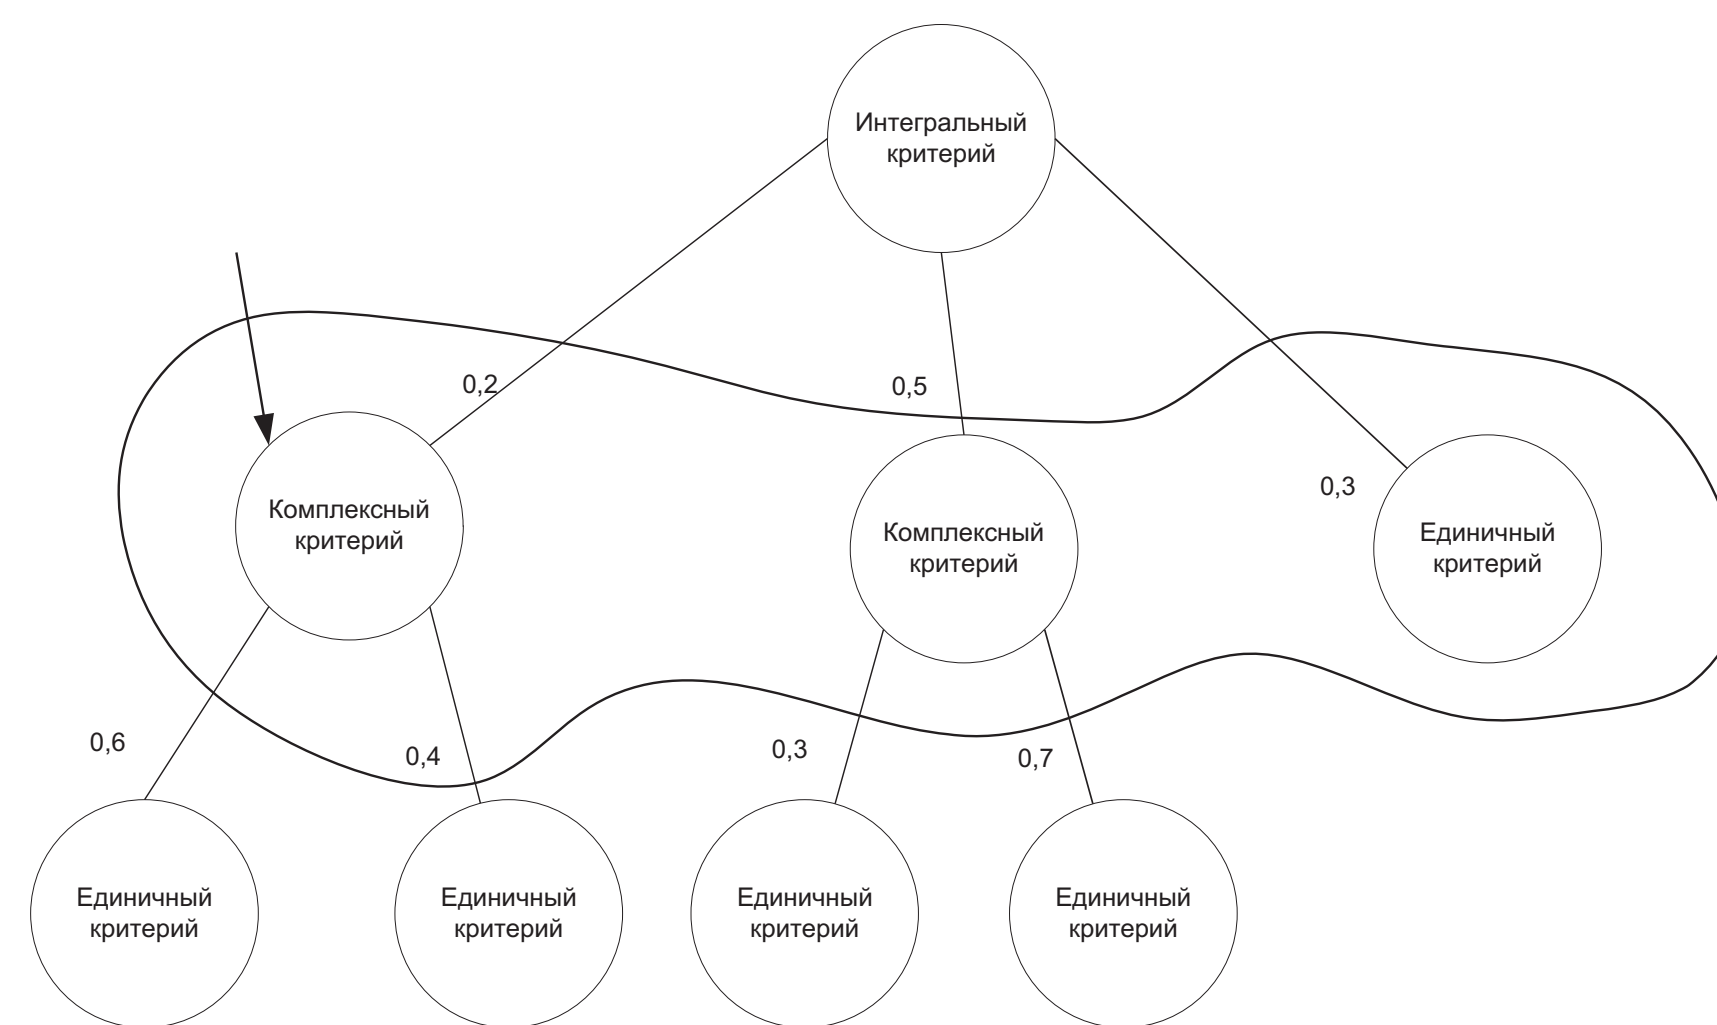 Интегральный
критерий
0,2
0,5
0,3
Комплексный
критерий
Комплексный
критерий
Единичный
критерий
0,6
0,4
0,3
0,7
Единичный
критерий
Единичный
критерий
Единичный
критерий
Единичный
критерий